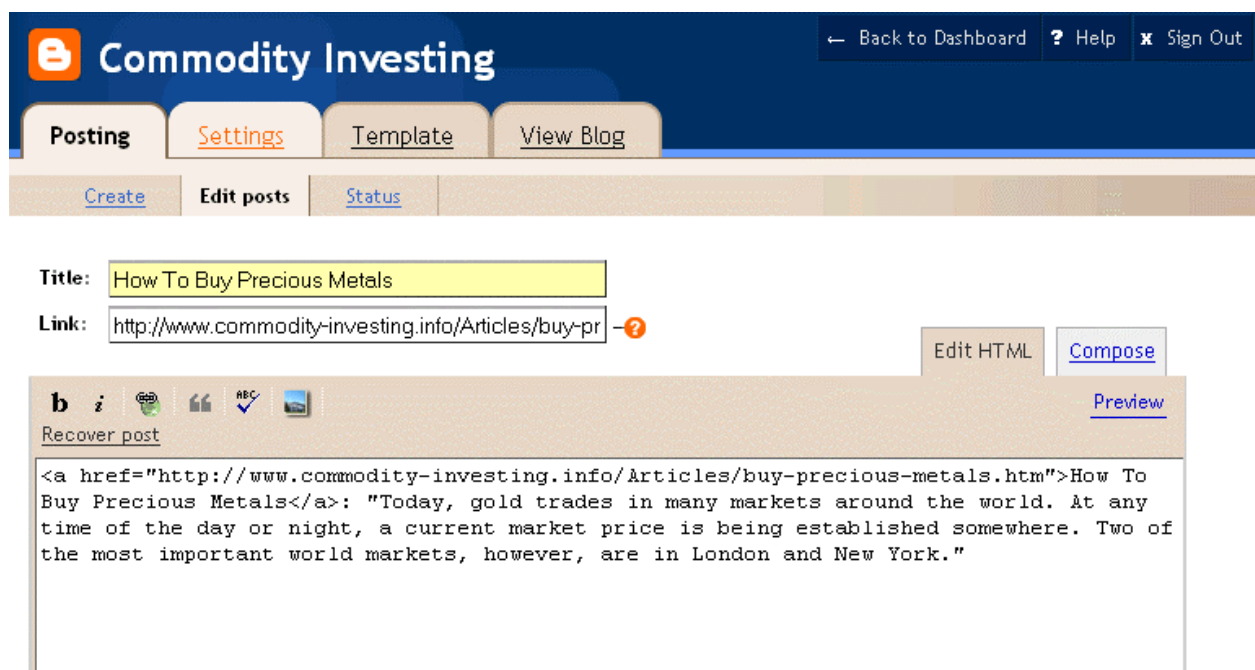 ← Back to Dashboard ? Help x Sign Out
Commodity Investing
Posting Settings Template View Blog
Create Edit posts Status
Title: How To Buy Precious Metals
Link: http://www.commodity-investing.info/Articles/buy-pr –?
Edit HTML Compose
b i ABC Preview
Recover post
<a href="http://www.commodity-investing.info/Articles/buy-precious-metals.htm">How To
Buy Precious Metals</a>: "Today, gold trades in many markets around the world. At any
time of the day or night, a current market price is being established somewhere. Two of
the most important world markets, however, are in London and New York."